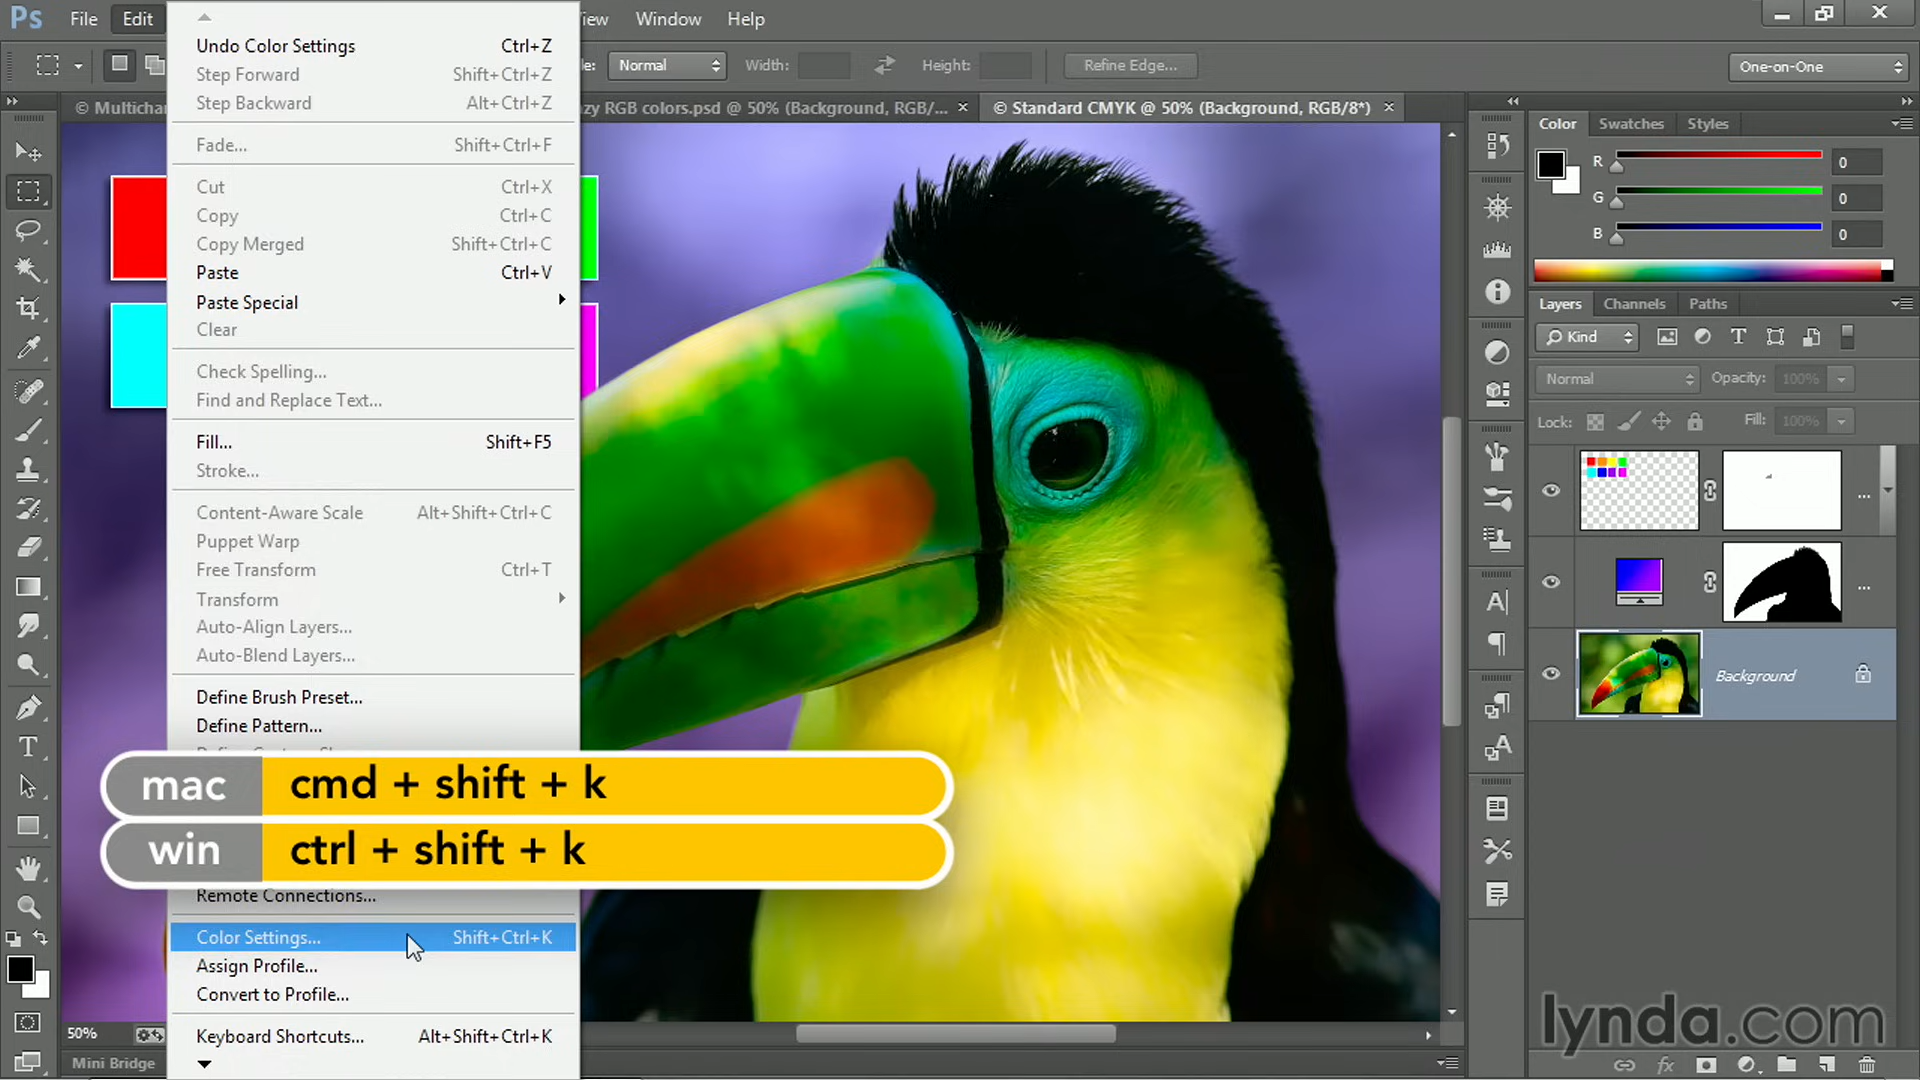 Ps File Edit iew Window Help
Undo Color Settings Ctrl+Z
Step Forward Shift+Ctrl+Z
Step Backward Alt+Ctrl+Z
Fade... Shift+Ctrl+F
Cut Ctrl+X
Copy Ctrl+C
Copy Merged Shift+Ctrl+C
Paste Ctrl+V
Paste Special
Clear
Check Spelling...
Find and Replace Text...
Fill... Shift+F5
Stroke...
Content-Aware Scale Alt+Shift+Ctrl+C
Puppet Warp
Free Transform Ctrl+T
Transform
Auto-Align Layers...
Auto-Blend Layers...
Define Brush Preset...
Define Pattern...
mac cmd + shift + k
win ctrl + shift + k
Remote Connections...
Color Settings... Shift+Ctrl+K
Assign Profile...
Convert to Profile...
Keyboard Shortcuts... Alt+Shift+Ctrl+K
le: Normal Width: Height: Refine Edge... One-on-One
© Multichan zy RGB colors.psd @ 50% (Background, RGB/... × © Standard CMYK @ 50% (Background, RGB/8*) ×
Color Swatches Styles
R 0
G 0
B 0
Layers Channels Paths
Kind
Normal Opacity: 100%
Lock: Fill: 100%
...
...
Background
50%
Mini Bridge
lynda.com
fx